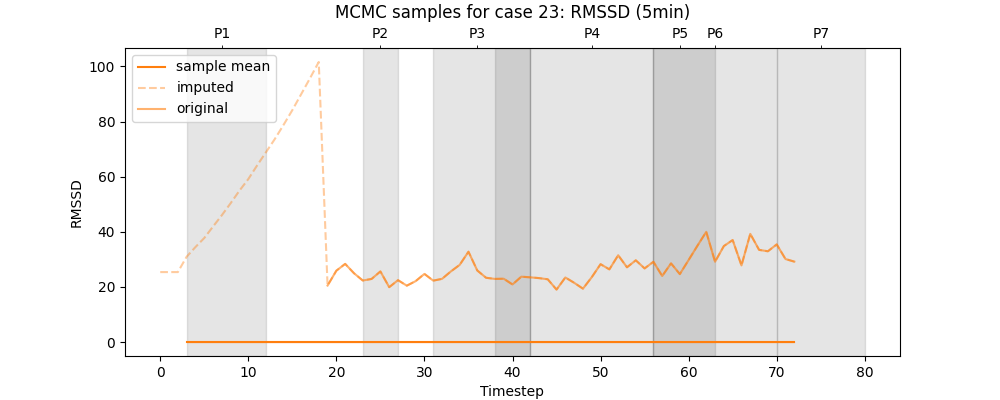 MCMC samples for case 23: RMSSD (5min)
P1 P2 P3 P4 P5 P6 P7
sample mean
imputed
original
100
80
60
40
20
0
RMSSD
0 10 20 30 40 50 60 70 80
Timestep